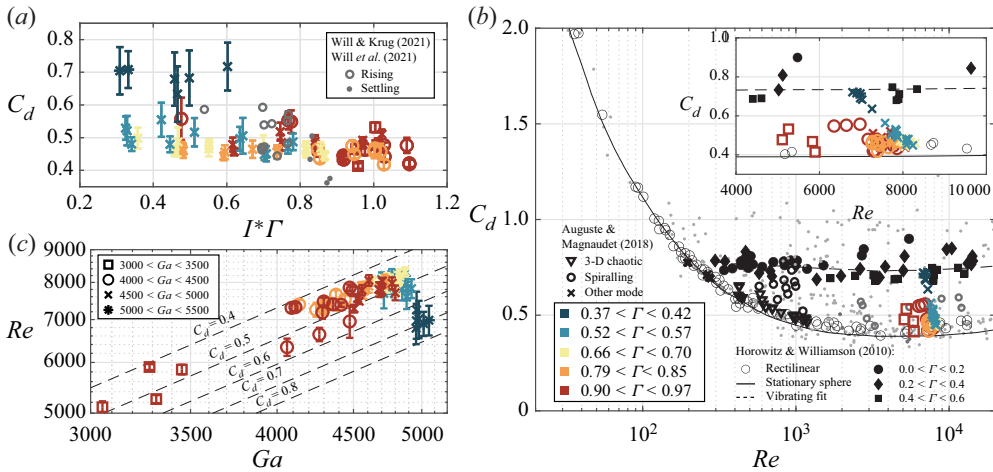 (a)
0.8
0.7
0.6
0.5
0.4
C_d
0.2 0.4 0.6 0.8 1.0 1.2
I*Γ
Will & Krug (2021)
Will et al. (2021)
Rising
Settling
(c)
9000
8000
7000
6000
5000
Re
3000 4000 4500 5000
Ga
3000 < Ga < 3500
4000 < Ga < 4500
4500 < Ga < 5000
5000 < Ga < 5500
C_d = 0.4
C_d = 0.5
C_d = 0.6
C_d = 0.7
C_d = 0.8
(b)
2.0
1.5
C_d
1.0
0.5
0
10² 10³ 10⁴
Re
1.0
0.8
0.6
0.4
C_d
4000 6000 8000 10 000
Re
Auguste &
Magnaudet (2018)
3-D chaotic
Spiralling
Other mode
0.37 < Γ < 0.42
0.52 < Γ < 0.57
0.66 < Γ < 0.70
0.79 < Γ < 0.85
0.90 < Γ < 0.97
Horowitz & Williamson (2010):
Rectilinear
Stationary sphere
Vibrating fit
0.0 < Γ < 0.2
0.2 < Γ < 0.4
0.4 < Γ < 0.6